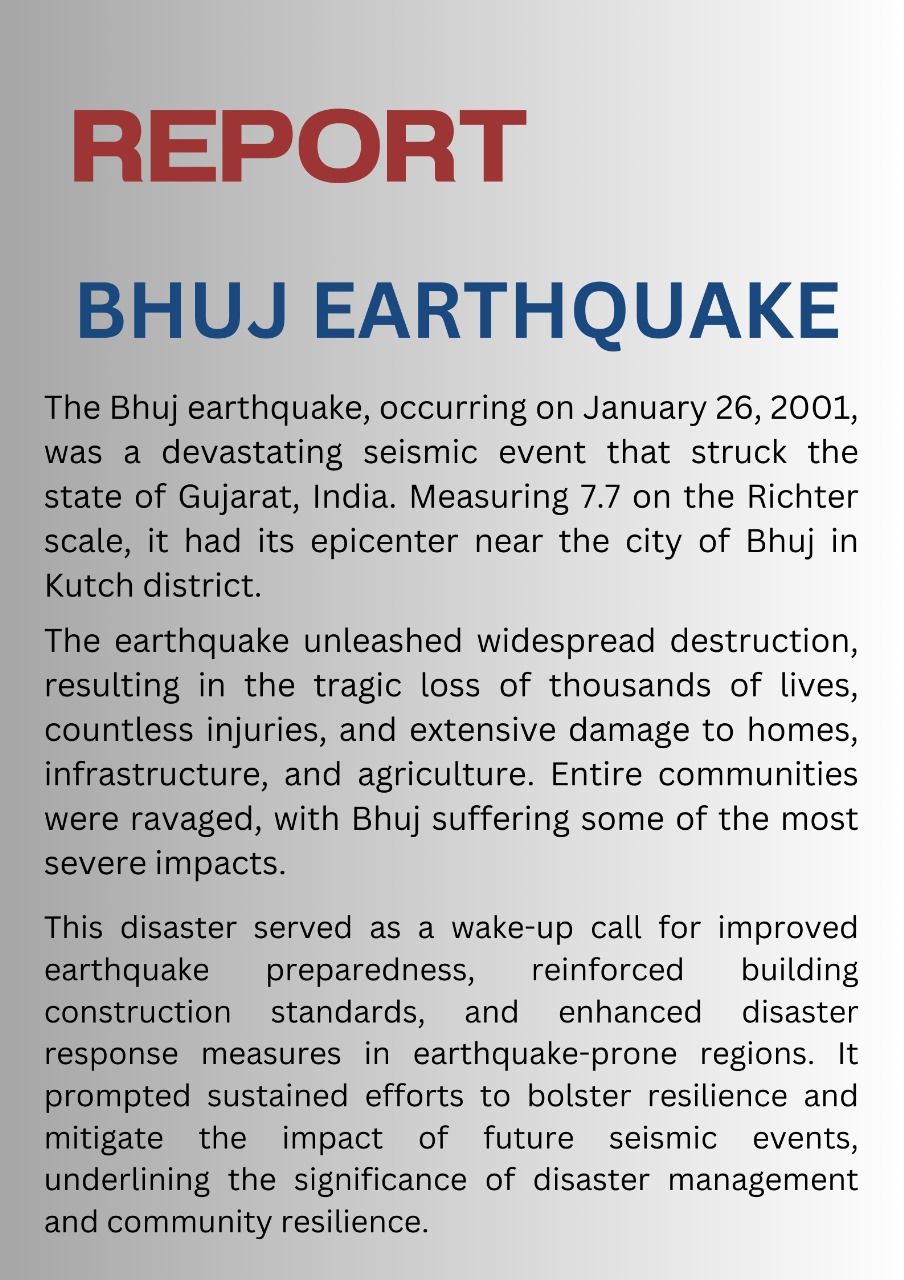 REPORT
BHUJ EARTHQUAKE
The Bhuj earthquake, occurring on January 26, 2001,
was a devastating seismic event that struck the
state of Gujarat, India. Measuring 7.7 on the Richter
scale, it had its epicenter near the city of Bhuj in
Kutch district.
The earthquake unleashed widespread destruction,
resulting in the tragic loss of thousands of lives,
countless injuries, and extensive damage to homes,
infrastructure, and agriculture. Entire communities
were ravaged, with Bhuj suffering some of the most
severe impacts.
This disaster served as a wake-up call for improved
earthquake preparedness, reinforced building
construction standards, and enhanced disaster
response measures in earthquake-prone regions. It
prompted sustained efforts to bolster resilience and
mitigate the impact of future seismic events,
underlining the significance of disaster management
and community resilience.